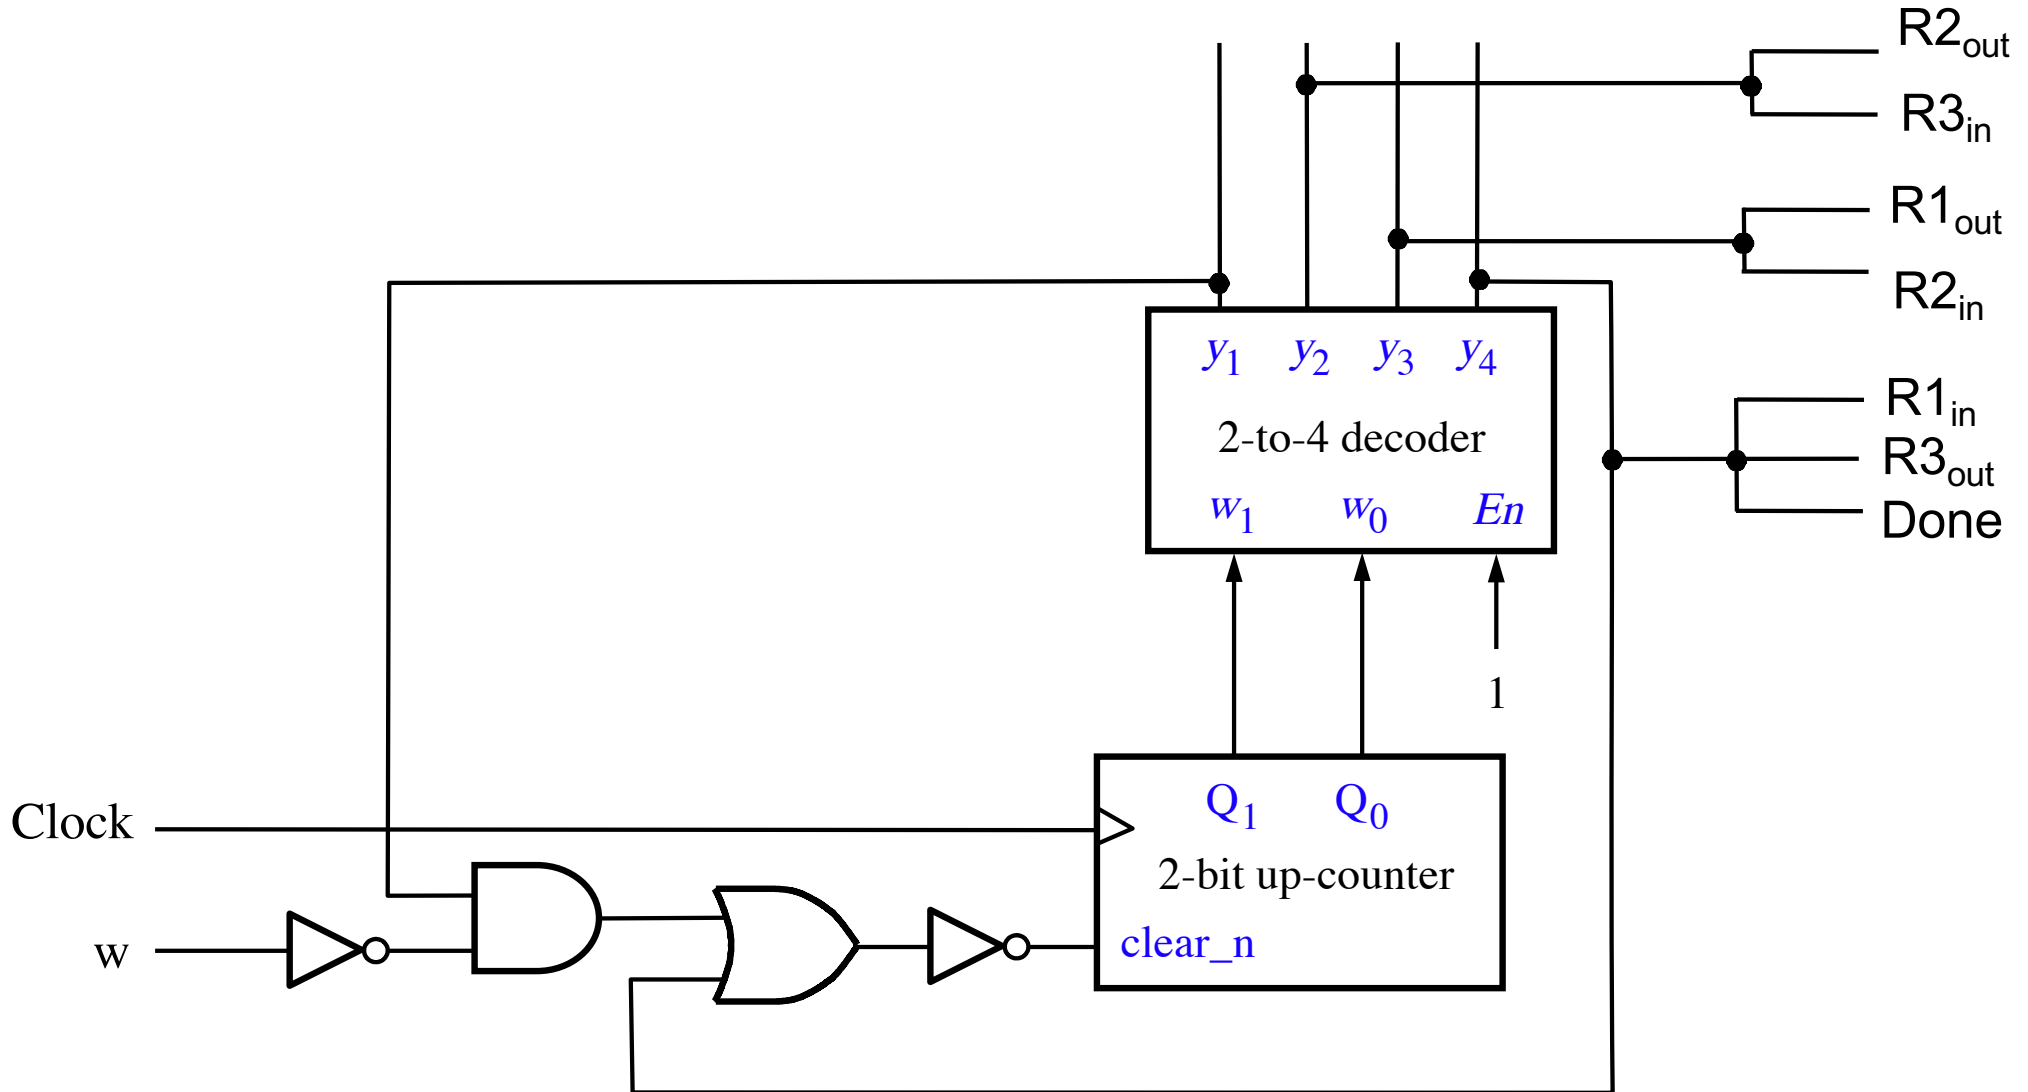 R2out
R3in
R1out
R2in
y1 y2 y3 y4
R1in
2-to-4 decoder
R3out
w1 w0 En
Done
1
Clock
Q1 Q0
2-bit up-counter
w
clear_n